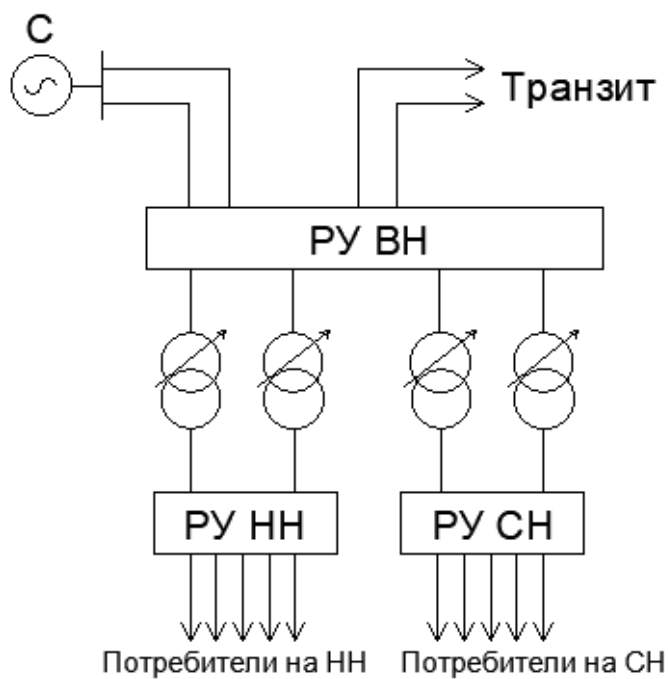 С
Транзит
РУ ВН
РУ НН
РУ СН
Потребители на НН
Потребители на СН